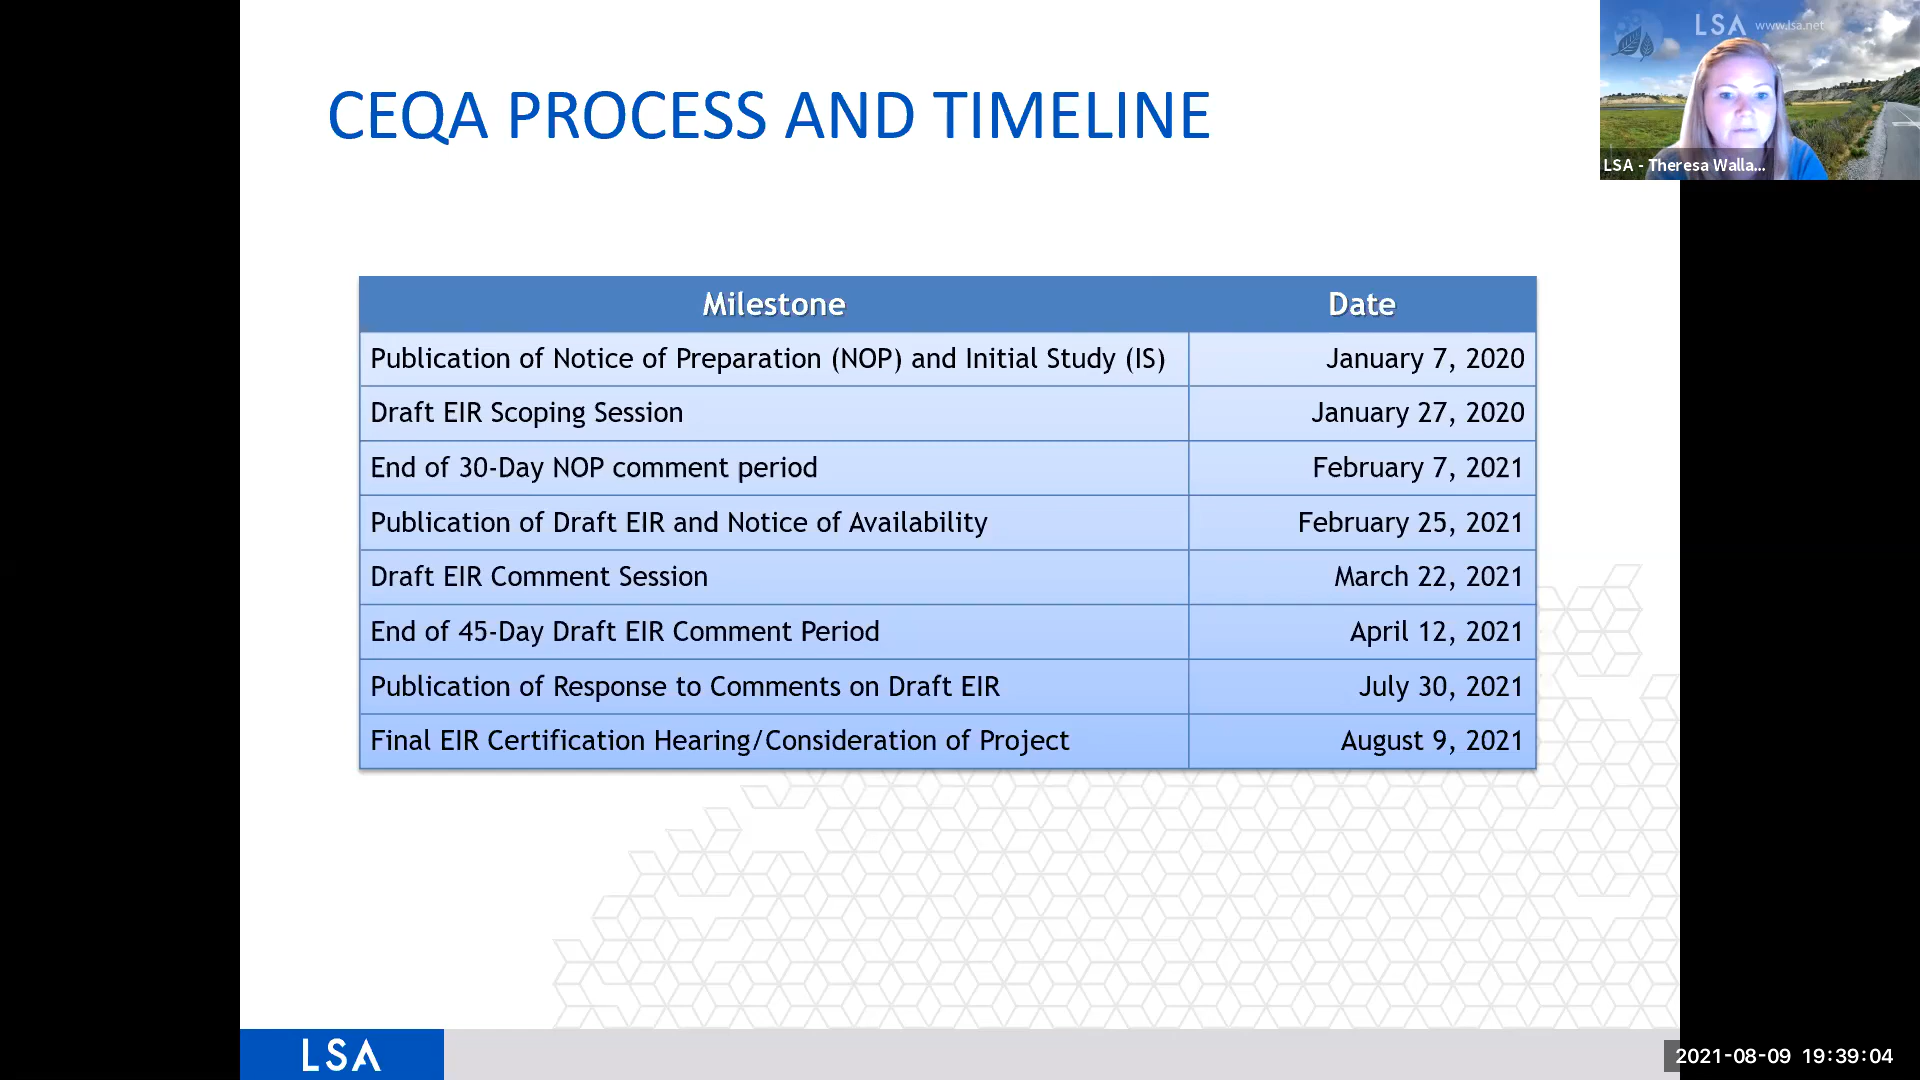 LSA www.lsa.net
CEQA PROCESS AND TIMELINE
LSA - Theresa Walla...
Milestone Date
Publication of Notice of Preparation (NOP) and Initial Study (IS) January 7, 2020
Draft EIR Scoping Session January 27, 2020
End of 30-Day NOP comment period February 7, 2021
Publication of Draft EIR and Notice of Availability February 25, 2021
Draft EIR Comment Session March 22, 2021
End of 45-Day Draft EIR Comment Period April 12, 2021
Publication of Response to Comments on Draft EIR July 30, 2021
Final EIR Certification Hearing/Consideration of Project August 9, 2021
LSA
2021-08-09 19:39:04